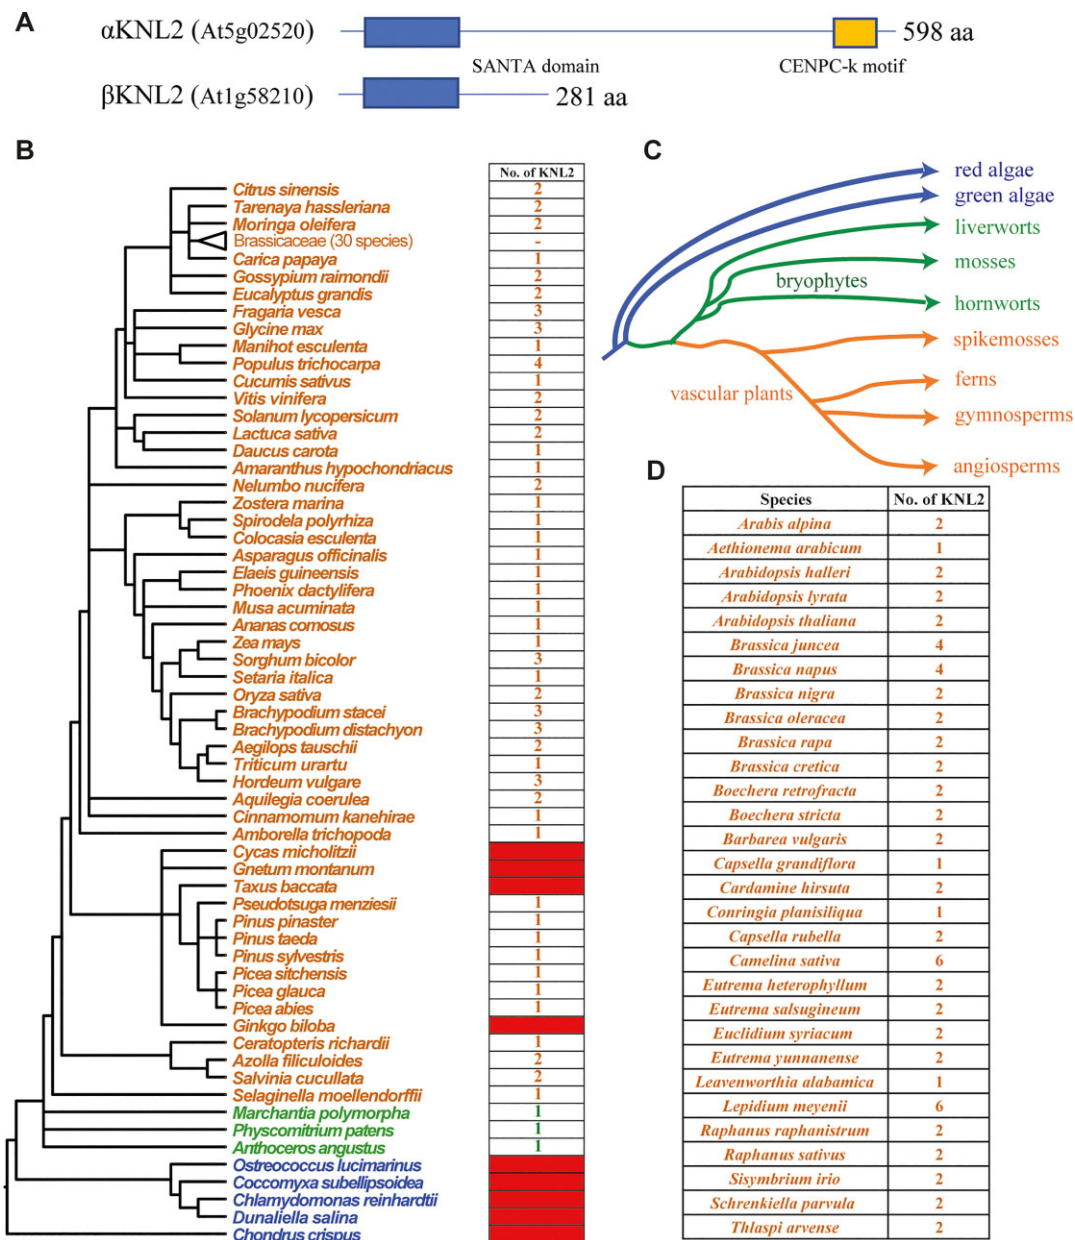 A
αKNL2 (At5g02520)
598 aa
SANTA domain
CENPC-k motif
βKNL2 (At1g58210)
281 aa
B
No. of KNL2
Citrus sinensis 2
Tarenaya hassleriana 2
Moringa oleifera 2
Brassicaceae (30 species) -
Carica papaya 1
Gossypium raimondii 2
Eucalyptus grandis 2
Fragaria vesca 3
Glycine max 3
Manihot esculenta 1
Populus trichocarpa 4
Cucumis sativus 1
Vitis vinifera 2
Solanum lycopersicum 2
Lactuca sativa 2
Daucus carota 1
Amaranthus hypochondriacus 1
Nelumbo nucifera 2
Zostera marina 1
Spirodela polyrhiza 1
Colocasia esculenta 1
Asparagus officinalis 1
Elaeis guineensis 1
Phoenix dactylifera 1
Musa acuminata 1
Ananas comosus 1
Zea mays 1
Sorghum bicolor 3
Setaria italica 1
Oryza sativa 2
Brachypodium stacei 3
Brachypodium distachyon 3
Aegilops tauschii 2
Triticum urartu 1
Hordeum vulgare 3
Aquilegia coerulea 2
Cinnamomum kanehirae 1
Amborella trichopoda 1
Cycas micholitzii
Gnetum montanum
Taxus baccata
Pseudotsuga menziesii 1
Pinus pinaster 1
Pinus taeda 1
Pinus sylvestris 1
Picea sitchensis 1
Picea glauca 1
Picea abies 1
Ginkgo biloba
Ceratopteris richardii 1
Azolla filiculoides 2
Salvinia cucullata 2
Selaginella moellendorffii 1
Marchantia polymorpha 1
Physcomitrium patens 1
Anthoceros angustus 1
Ostreococcus lucimarinus
Coccomyxa subellipsoidea
Chlamydomonas reinhardtii
Dunaliella salina
Chondrus crispus
C
red algae
green algae
liverworts
mosses
bryophytes
hornworts
spikemosses
ferns
vascular plants
gymnosperms
angiosperms
D
Species No. of KNL2
Arabis alpina 2
Aethionema arabicum 1
Arabidopsis halleri 2
Arabidopsis lyrata 2
Arabidopsis thaliana 2
Brassica juncea 4
Brassica napus 4
Brassica nigra 2
Brassica oleracea 2
Brassica rapa 2
Brassica cretica 2
Boechera retrofracta 2
Boechera stricta 2
Barbarea vulgaris 2
Capsella grandiflora 1
Cardamine hirsuta 2
Conringia planisiliqua 1
Capsella rubella 2
Camelina sativa 6
Eutrema heterophyllum 2
Eutrema salsugineum 2
Euclidium syriacum 2
Eutrema yunnanense 2
Leavenworthia alabamica 1
Lepidium meyenii 6
Raphanus raphanistrum 2
Raphanus sativus 2
Sisymbrium irio 2
Schrenkiella parvula 2
Thlaspi arvense 2